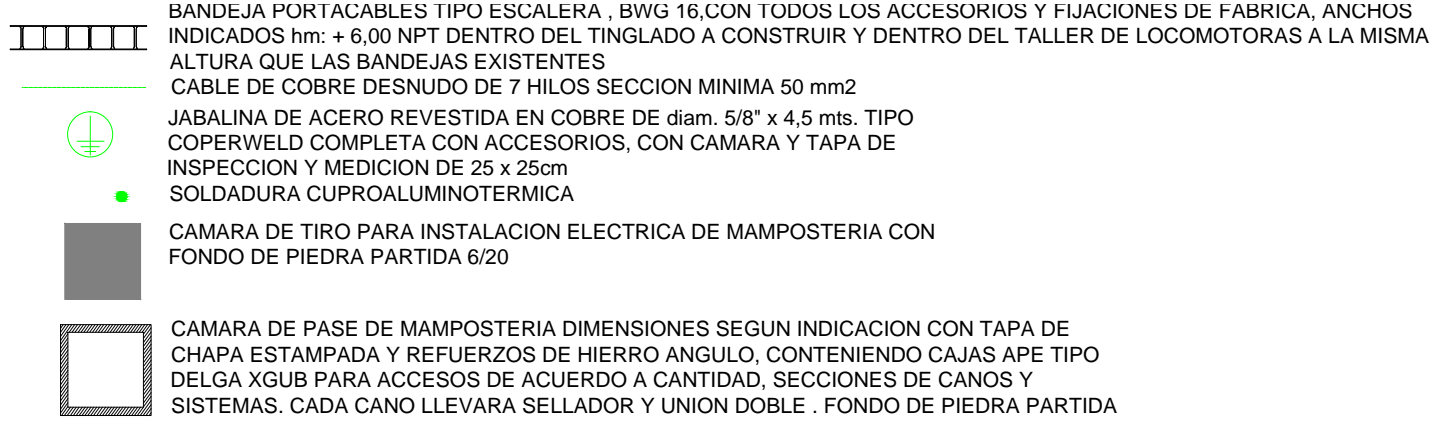 BANDEJA PORTACABLES TIPO ESCALERA , BWG 16,CON TODOS LOS ACCESORIOS Y FIJACIONES DE FABRICA, ANCHOS
INDICADOS hm: + 6,00 NPT DENTRO DEL TINGLADO A CONSTRUIR Y DENTRO DEL TALLER DE LOCOMOTORAS A LA MISMA
ALTURA QUE LAS BANDEJAS EXISTENTES
CABLE DE COBRE DESNUDO DE 7 HILOS SECCION MINIMA 50 mm2
JABALINA DE ACERO REVESTIDA EN COBRE DE diam. 5/8" x 4,5 mts. TIPO
COPERWELD COMPLETA CON ACCESORIOS, CON CAMARA Y TAPA DE
INSPECCION Y MEDICION DE 25 x 25cm
SOLDADURA CUPROALUMINOTERMICA
CAMARA DE TIRO PARA INSTALACION ELECTRICA DE MAMPOSTERIA CON
FONDO DE PIEDRA PARTIDA 6/20
CAMARA DE PASE DE MAMPOSTERIA DIMENSIONES SEGUN INDICACION CON TAPA DE
CHAPA ESTAMPADA Y REFUERZOS DE HIERRO ANGULO, CONTENIENDO CAJAS APE TIPO
DELGA XGUB PARA ACCESOS DE ACUERDO A CANTIDAD, SECCIONES DE CANOS Y
SISTEMAS. CADA CANO LLEVARA SELLADOR Y UNION DOBLE . FONDO DE PIEDRA PARTIDA